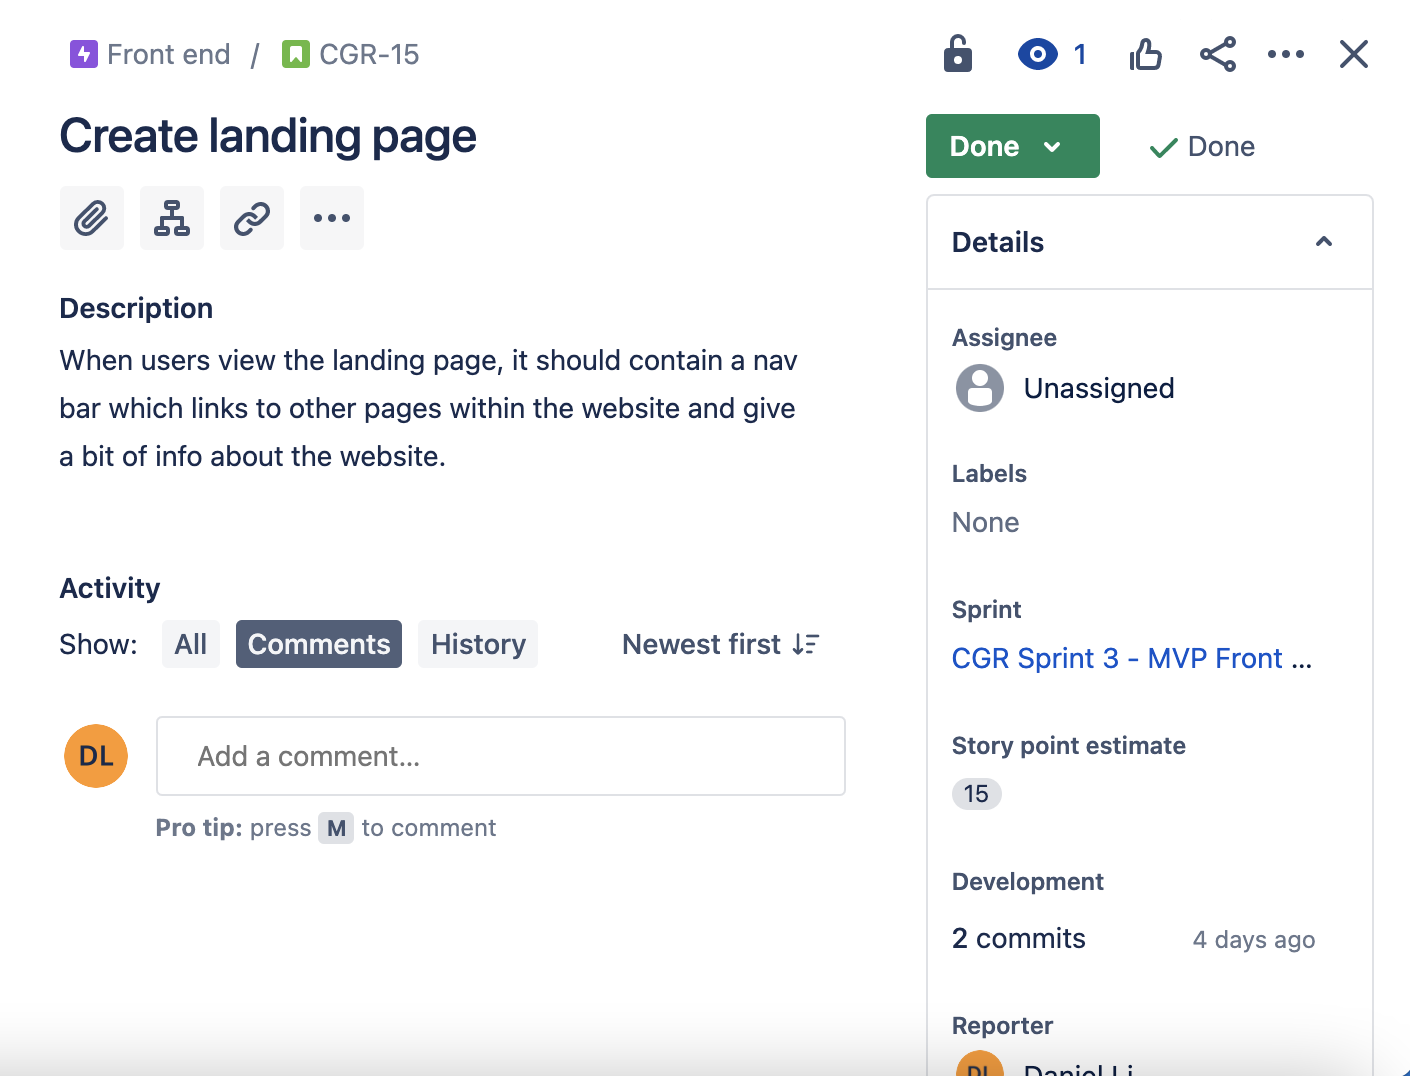 Front end / CGR-15
1
Create landing page
Done
Done
Details
Description
When users view the landing page, it should contain a nav
bar which links to other pages within the website and give
a bit of info about the website.
Activity
Show: All Comments History Newest first
DL
Add a comment...
Pro tip: press M to comment
Assignee
Unassigned
Labels
None
Sprint
CGR Sprint 3 - MVP Front ...
Story point estimate
15
Development
2 commits 4 days ago
Reporter
DL Daniel Li